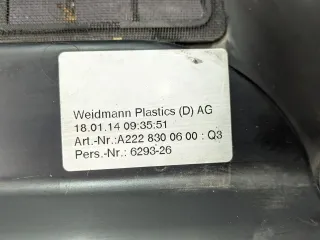 Weidmann Plastics (D) AG
18.01.14 09:35:51
Art.-Nr.:A222 830 06 00 : Q3
Pers.-Nr.: 6293-26